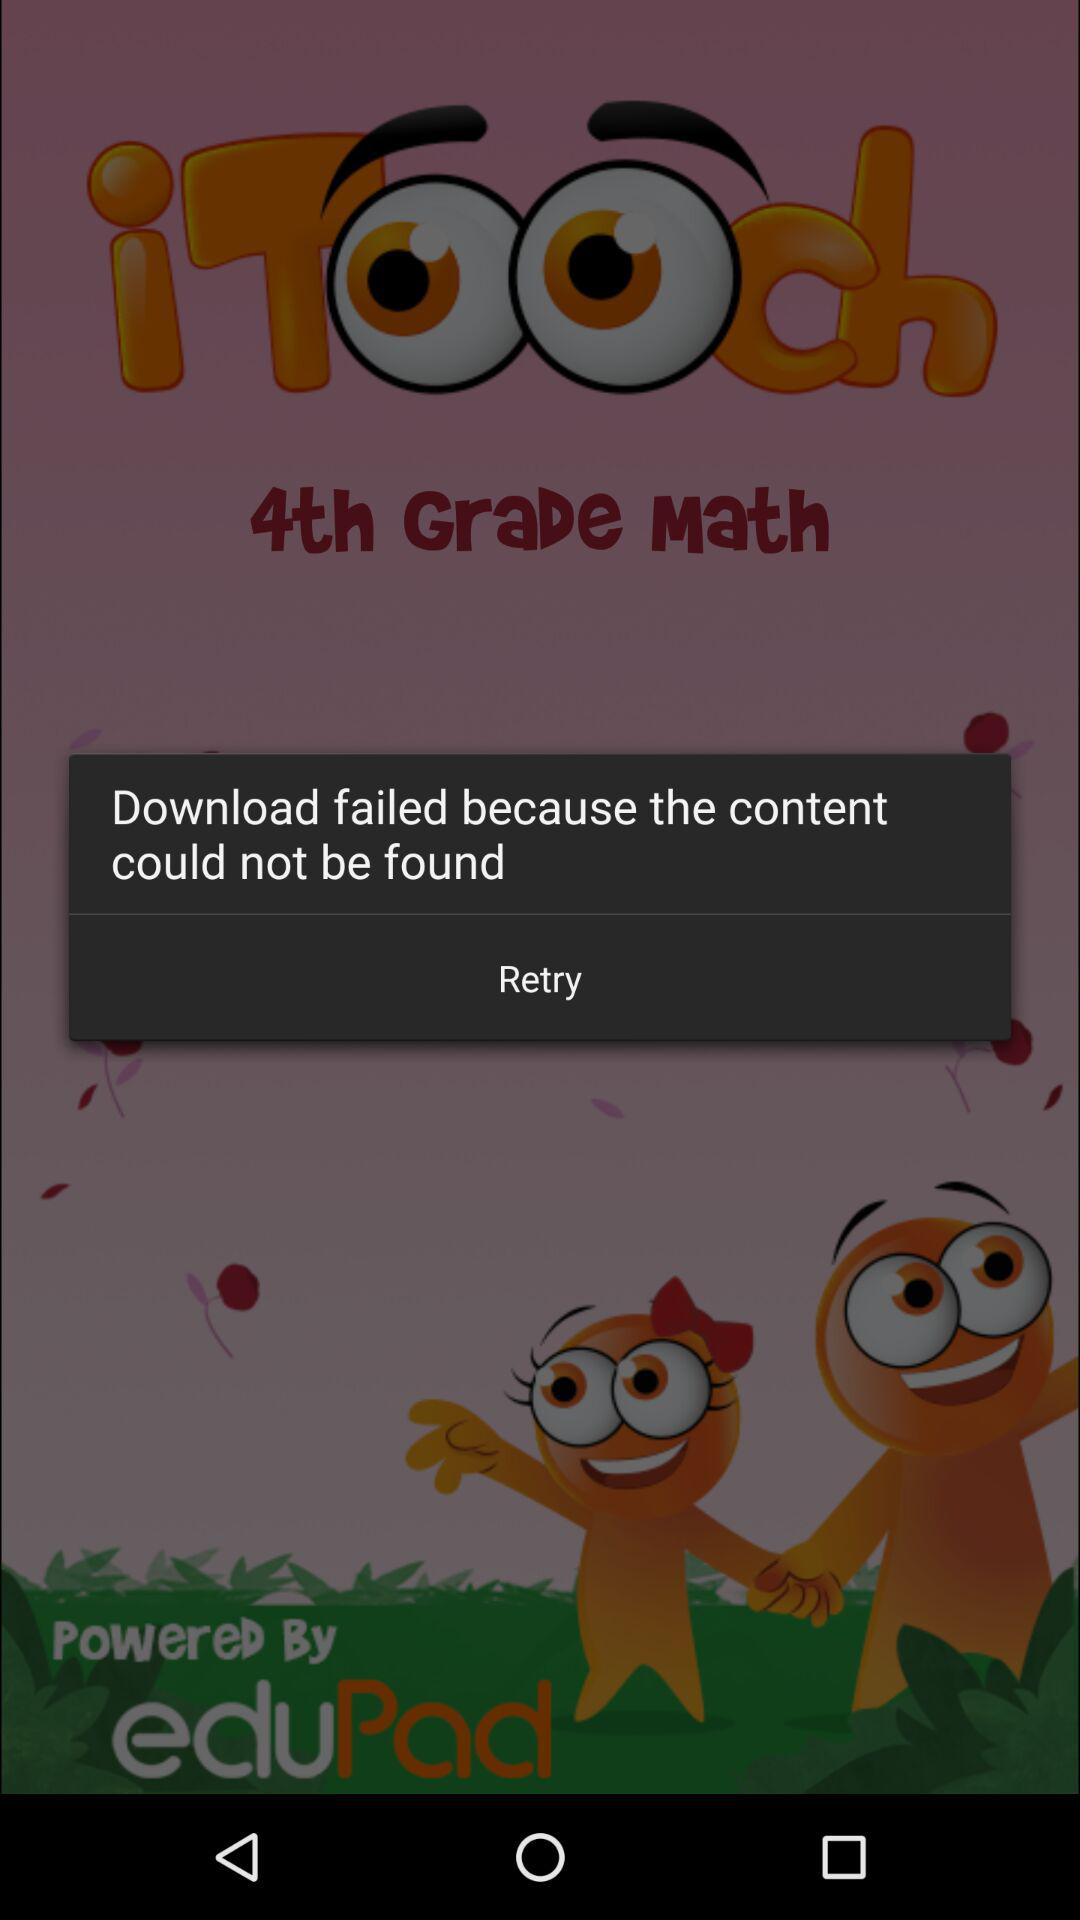 iTooch
4th Grade Math
Download failed because the content
could not be found
Retry
Powered By
eduPad